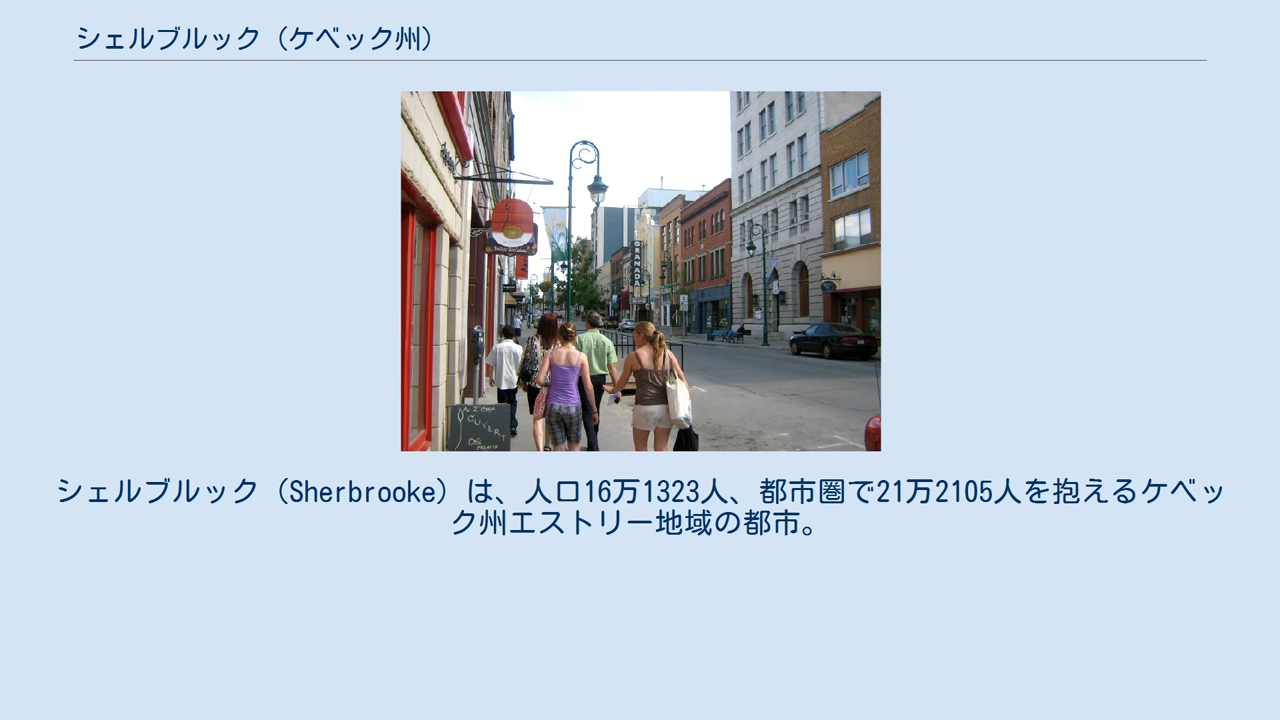 シェルブルック（ケベック州）
GRANADA
シェルブルック（Sherbrooke）は、人口16万1323人、都市圏で21万2105人を抱えるケベッ
ク州エストリー地域の都市。